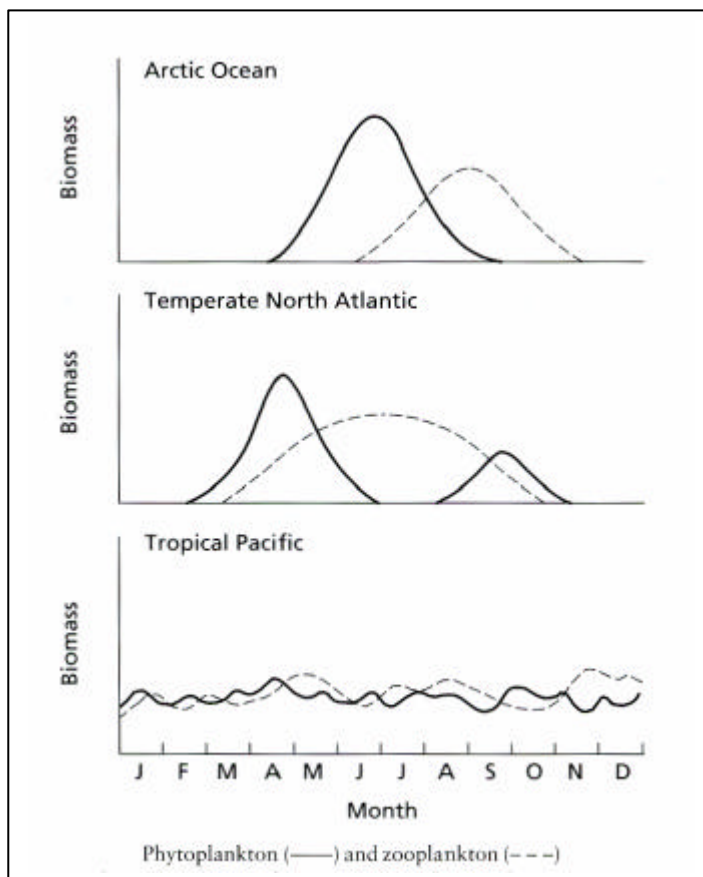 Arctic Ocean
Biomass
Temperate North Atlantic
Biomass
Tropical Pacific
Biomass
J F M A M J J A S O N D
Month
Phytoplankton (——) and zooplankton (---)